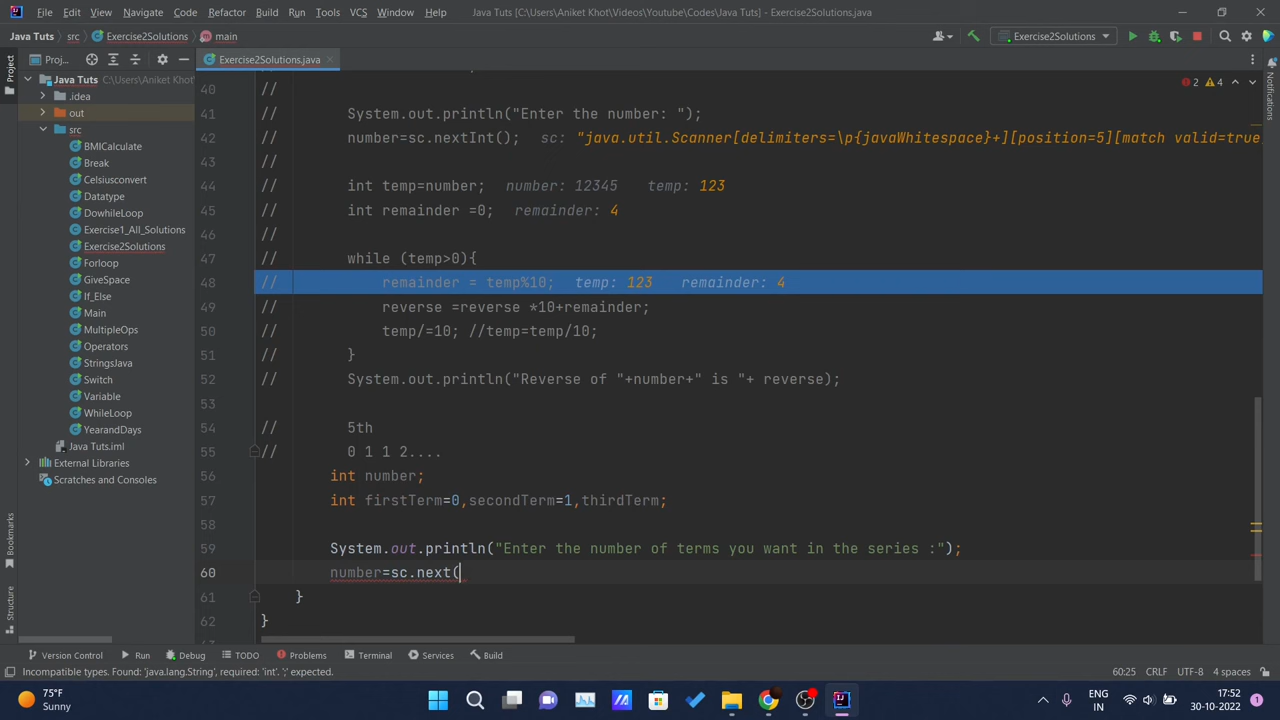 File Edit View Navigate Code Refactor Build Run Tools VCS Window Help Java Tuts [C:\Users\Aniket Khot\Videos\Youtube\Codes\Java Tuts] - Exercise2Solutions.java
Java Tuts src Exercise2Solutions main Exercise2Solutions
Project Proj... Exercise2Solutions.java Notifications
Java Tuts C:\Users\Aniket Kho
.idea
out
src
BMICalculate
Break
Celsiusconvert
Datatype
DowhileLoop
Exercise1_All_Solutions
Exercise2Solutions
Forloop
GiveSpace
If_Else
Main
MultipleOps
Operators
StringsJava
Switch
Variable
WhileLoop
YearandDays
Java Tuts.iml
External Libraries
Scratches and Consoles
Bookmarks
Structure
2 4
40 //
41 // System.out.println("Enter the number: ");
42 // number=sc.nextInt(); sc: "java.util.Scanner[delimiters=\p{javaWhitespace}+][position=5][match valid=true
43 //
44 // int temp=number; number: 12345 temp: 123
45 // int remainder =0; remainder: 4
46 //
47 // while (temp>0){
48 // remainder = temp%10; temp: 123 remainder: 4
49 // reverse =reverse *10+remainder;
50 // temp/=10; //temp=temp/10;
51 // }
52 // System.out.println("Reverse of "+number+" is "+ reverse);
53
54 // 5th
55 // 0 1 1 2....
56 int number;
57 int firstTerm=0,secondTerm=1,thirdTerm;
58
59 System.out.println("Enter the number of terms you want in the series :");
60 number=sc.next(
61 }
62 }
Version Control Run Debug TODO Problems Terminal Services Build
Incompatible types. Found: 'java.lang.String', required: 'int'. ';' expected. 60:25 CRLF UTF-8 4 spaces
75°F
Sunny
ENG
IN
17:52
30-10-2022
1